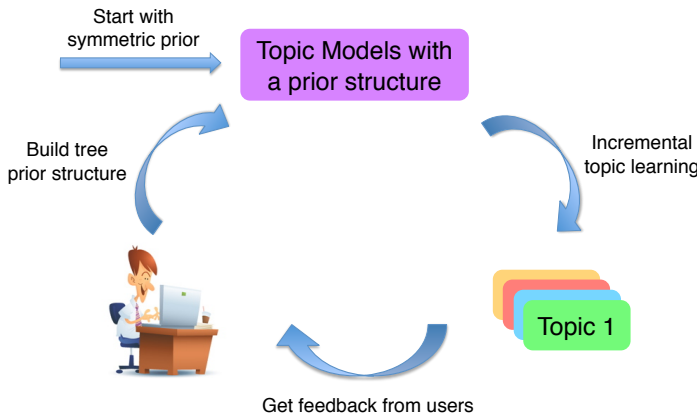 Start with
symmetric prior
Topic Models with
a prior structure
Build tree
prior structure
Incremental
topic learning
Topic 1
Get feedback from users